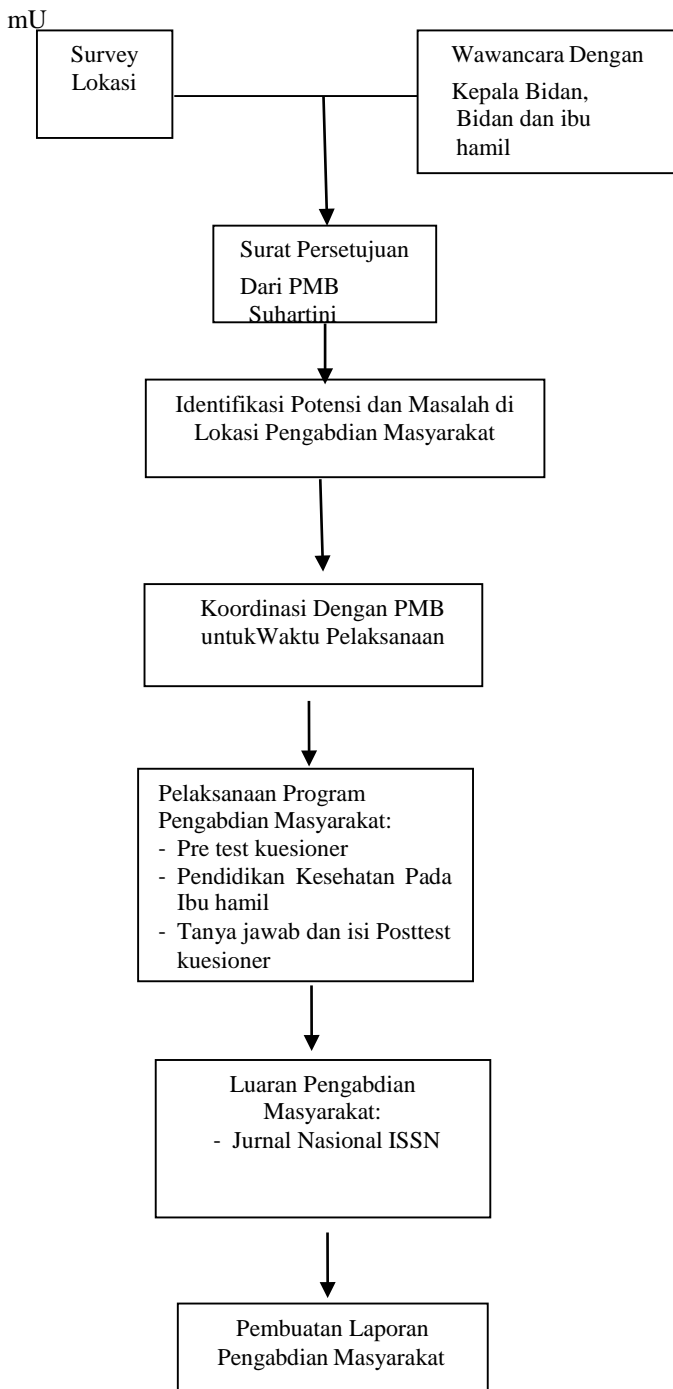 mU
Survey
Lokasi
Wawancara Dengan
Kepala Bidan,
Bidan dan ibu
hamil
Surat Persetujuan
Dari PMB
Suhartini
Identifikasi Potensi dan Masalah di
Lokasi Pengabdian Masyarakat
Koordinasi Dengan PMB
untukWaktu Pelaksanaan
Pelaksanaan Program
Pengabdian Masyarakat:
- Pre test kuesioner
- Pendidikan Kesehatan Pada
Ibu hamil
- Tanya jawab dan isi Posttest
kuesioner
Luaran Pengabdian
Masyarakat:
- Jurnal Nasional ISSN
Pembuatan Laporan
Pengabdian Masyarakat